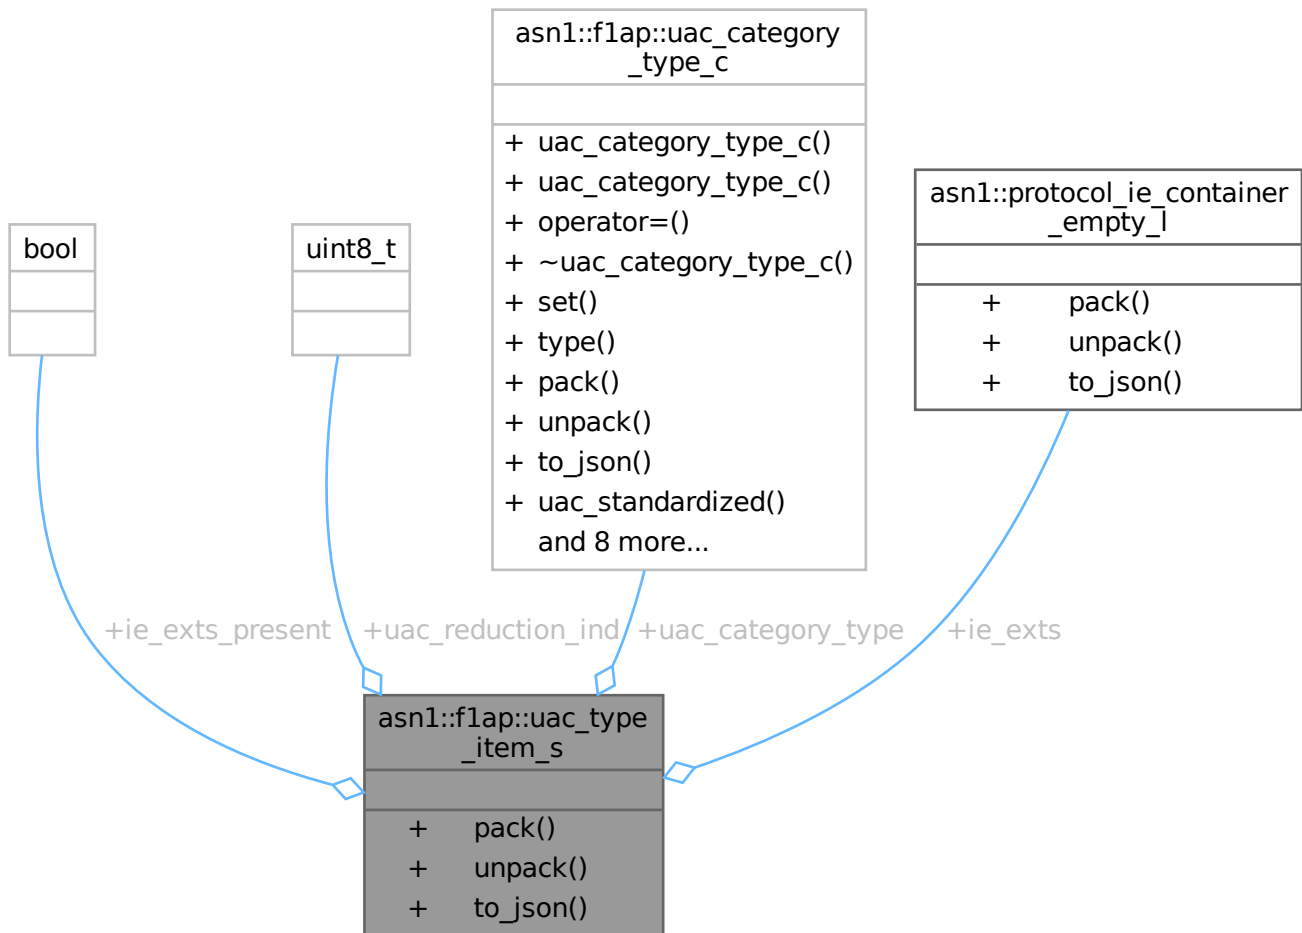 asn1::f1ap::uac_category
_type_c
+ uac_category_type_c()
+ uac_category_type_c()
+ operator=()
+ ~uac_category_type_c()
+ set()
+ type()
+ pack()
+ unpack()
+ to_json()
+ uac_standardized()
and 8 more...
asn1::protocol_ie_container
_empty_l
+ pack()
+ unpack()
+ to_json()
bool
uint8_t
+ie_exts_present
+uac_reduction_ind
+uac_category_type
+ie_exts
asn1::f1ap::uac_type
_item_s
+ pack()
+ unpack()
+ to_json()